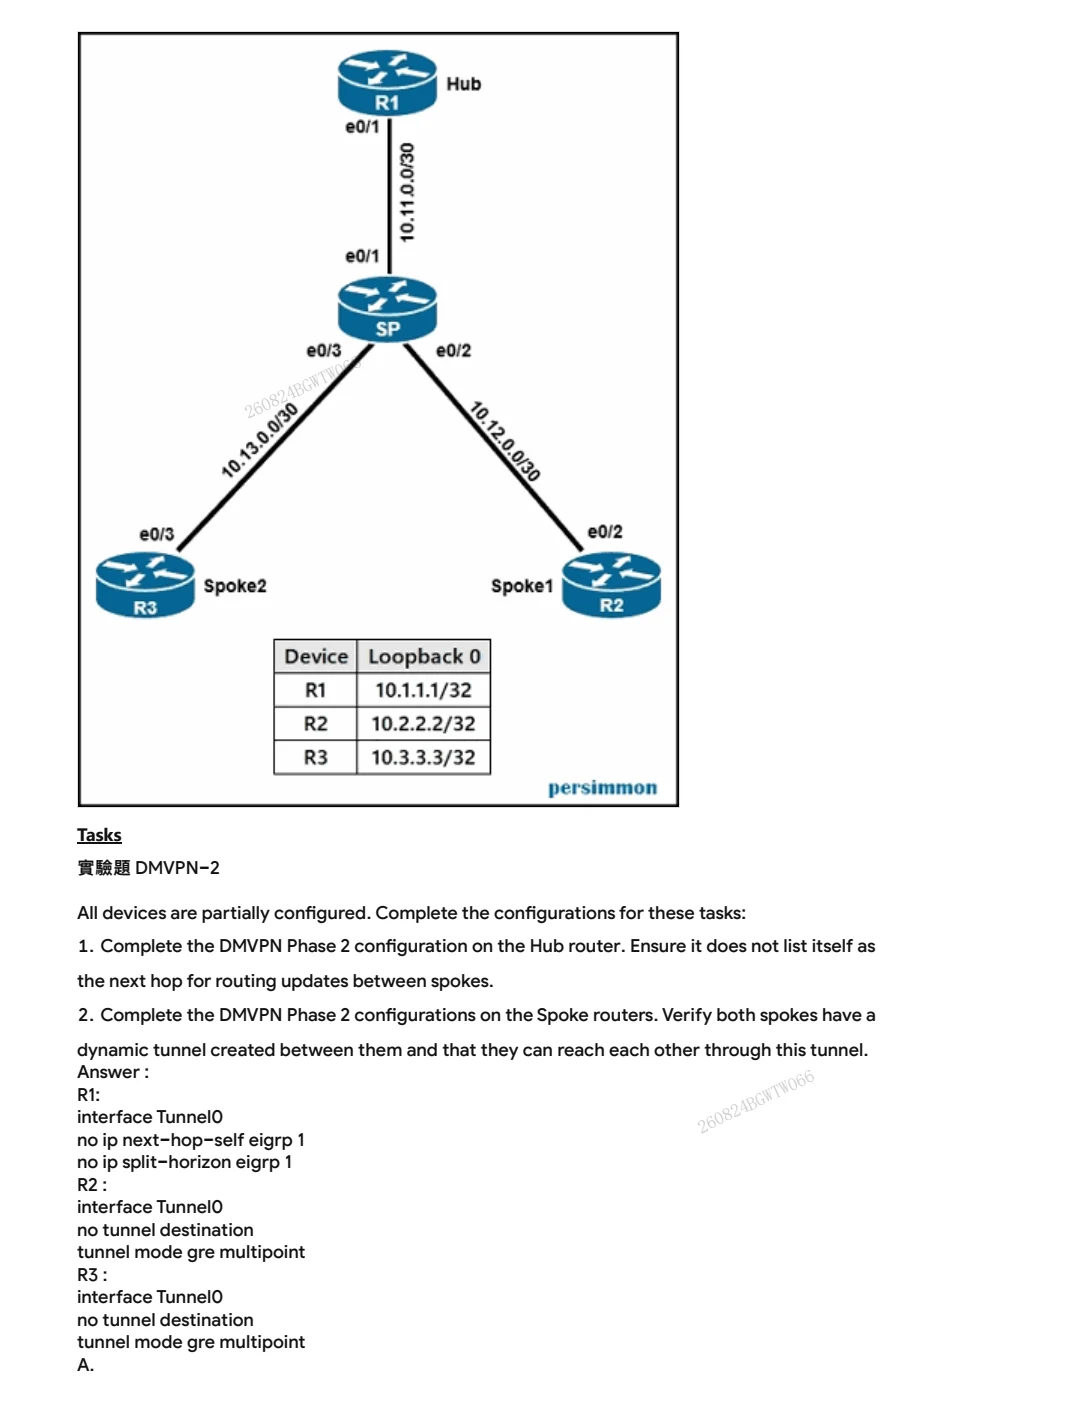 Hub
R1
e0/1
10.11.0.0/30
e0/1
SP
e0/3
e0/2
260824BGWTW066
10.13.0.0/30
10.12.0.0/30
e0/3
e0/2
Spoke2
Spoke1
R3
R2
Device Loopback 0
R1 10.1.1.1/32
R2 10.2.2.2/32
R3 10.3.3.3/32
persimmon
Tasks
實驗題 DMVPN-2
All devices are partially configured. Complete the configurations for these tasks:
1. Complete the DMVPN Phase 2 configuration on the Hub router. Ensure it does not list itself as
the next hop for routing updates between spokes.
2. Complete the DMVPN Phase 2 configurations on the Spoke routers. Verify both spokes have a
dynamic tunnel created between them and that they can reach each other through this tunnel.
Answer :
R1:
260824BGWTW066
interface Tunnel0
no ip next-hop-self eigrp 1
no ip split-horizon eigrp 1
R2 :
interface Tunnel0
no tunnel destination
tunnel mode gre multipoint
R3 :
interface Tunnel0
no tunnel destination
tunnel mode gre multipoint
A.